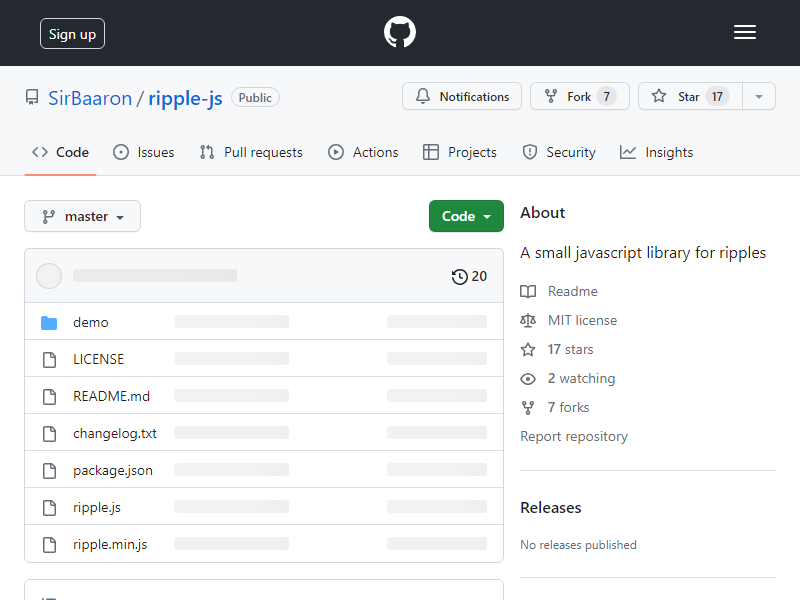 Sign up
SirBaaron / ripple-js Public
Notifications Fork 7 Star 17
Code Issues Pull requests Actions Projects Security Insights
master Code
20
demo
LICENSE
README.md
changelog.txt
package.json
ripple.js
ripple.min.js
About
A small javascript library for ripples
Readme
MIT license
17 stars
2 watching
7 forks
Report repository
Releases
No releases published